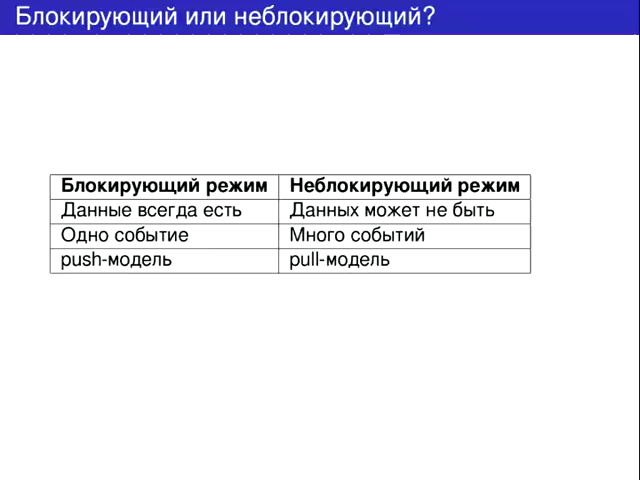 Блокирующий или неблокирующий?
Блокирующий режим Неблокирующий режим
Данные всегда есть Данных может не быть
Одно событие Много событий
push-модель pull-модель